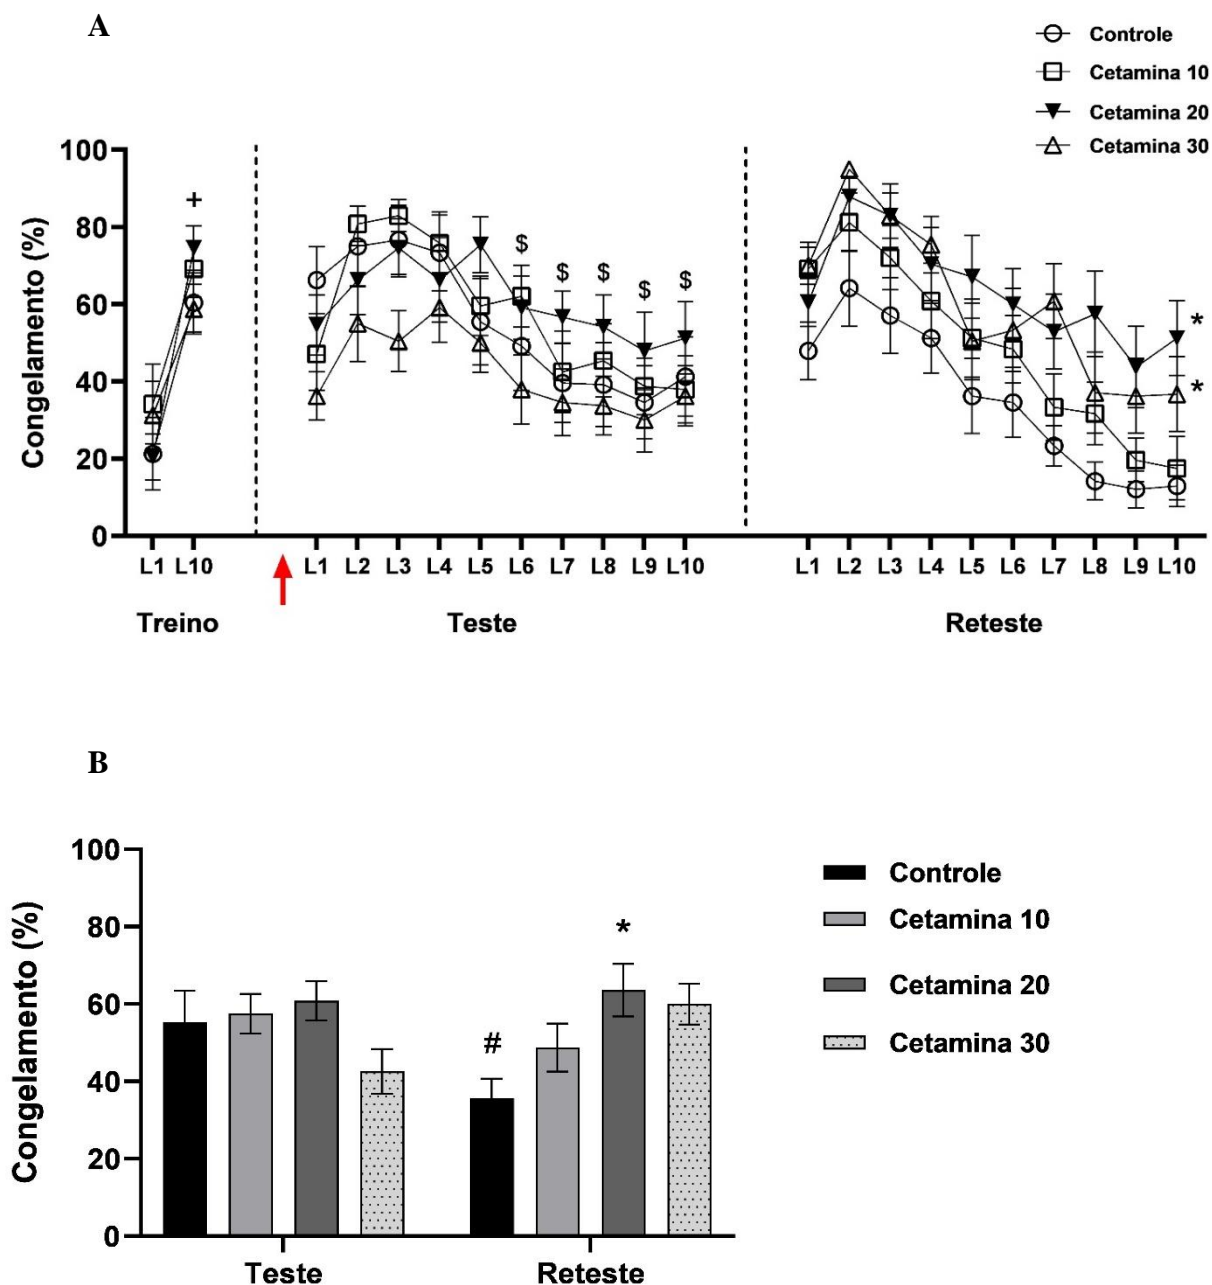 A
Controle
Cetamina 10
Cetamina 20
Cetamina 30
Congelamento (%)
100
80
60
40
20
0
+
$ $ $ $ $
*
*
L1 L10 L1 L2 L3 L4 L5 L6 L7 L8 L9 L10 L1 L2 L3 L4 L5 L6 L7 L8 L9 L10
Treino Teste Reteste
B
Congelamento (%)
100
80
60
40
20
0
#
*
Controle
Cetamina 10
Cetamina 20
Cetamina 30
Teste Reteste